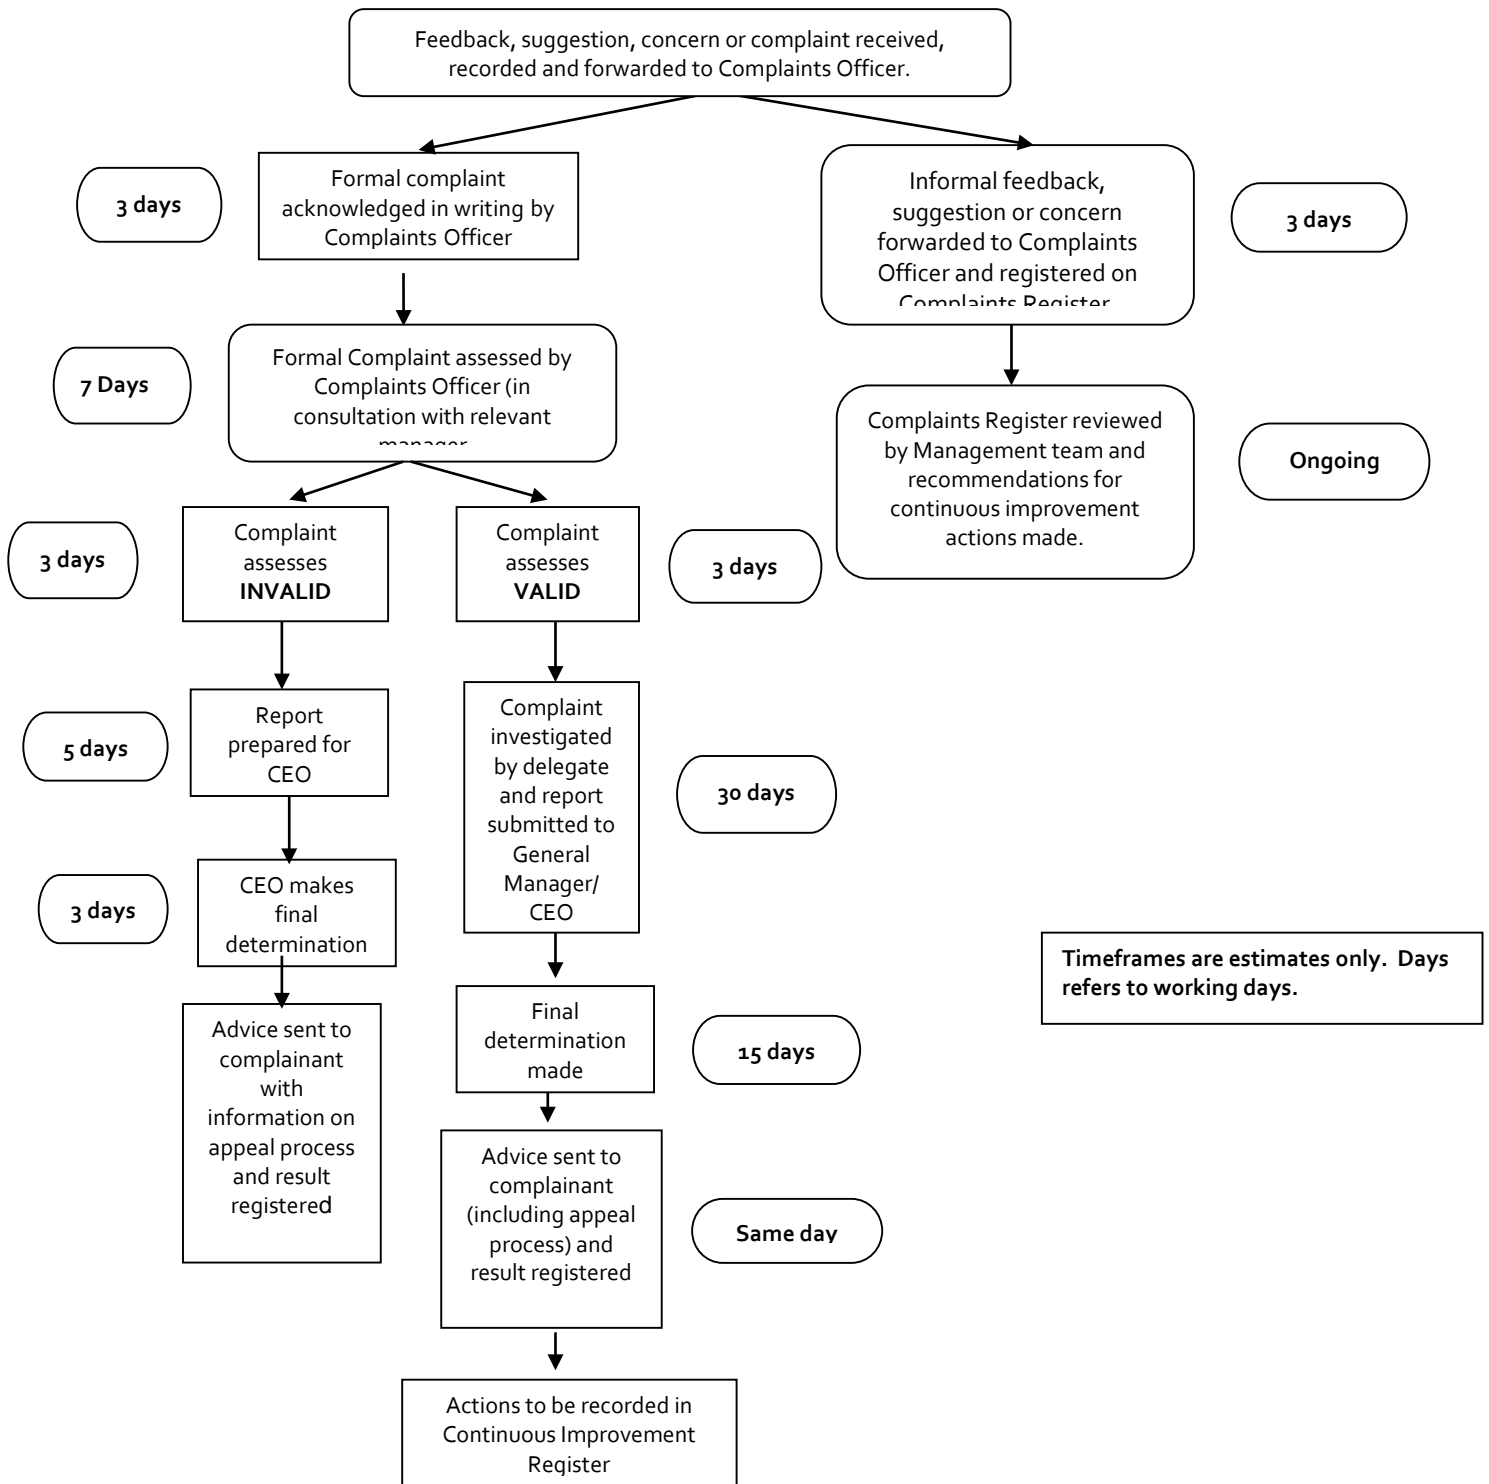 Feedback, suggestion, concern or complaint received,
recorded and forwarded to Complaints Officer.
3 days
Formal complaint
acknowledged in writing by
Complaints Officer
Informal feedback,
suggestion or concern
forwarded to Complaints
Officer and registered on
Complaints Register
3 days
7 Days
Formal Complaint assessed by
Complaints Officer (in
consultation with relevant
manager
Complaints Register reviewed
by Management team and
recommendations for
continuous improvement
actions made.
Ongoing
3 days
Complaint
assesses
INVALID
Complaint
assesses
VALID
3 days
5 days
Report
prepared for
CEO
Complaint
investigated
by delegate
and report
submitted to
General
Manager/
CEO
30 days
3 days
CEO makes
final
determination
Timeframes are estimates only.  Days
refers to working days.
Advice sent to
complainant
with
information on
appeal process
and result
registered
Final
determination
made
15 days
Advice sent to
complainant
(including appeal
process) and
result registered
Same day
Actions to be recorded in
Continuous Improvement
Register